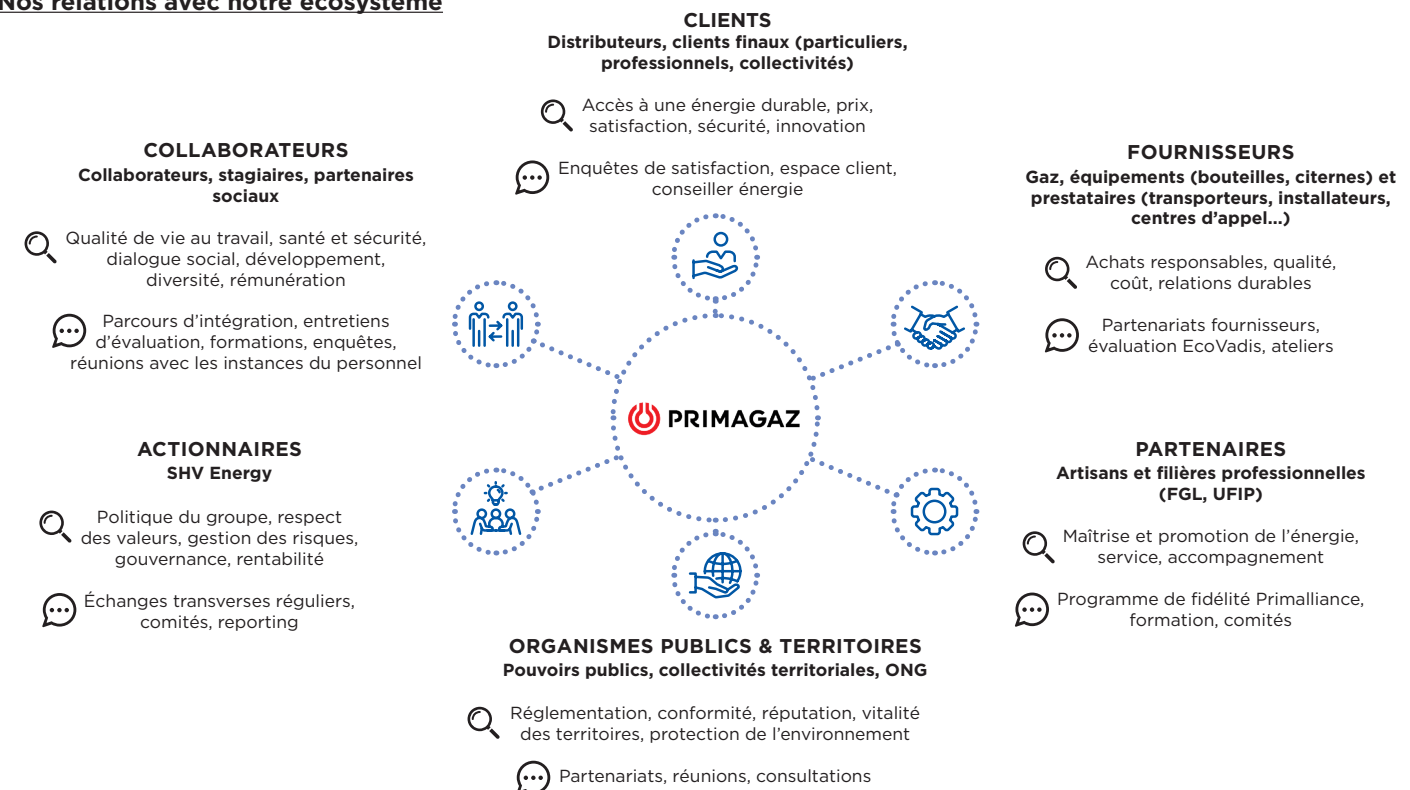 Nos relations avec notre écosystème
CLIENTS
Distributeurs, clients finaux (particuliers,
professionnels, collectivités)
Accès à une énergie durable, prix,
satisfaction, sécurité, innovation
Enquêtes de satisfaction, espace client,
conseiller énergie
COLLABORATEURS
Collaborateurs, stagiaires, partenaires
sociaux
Qualité de vie au travail, santé et sécurité,
dialogue social, développement,
diversité, rémunération
Parcours d'intégration, entretiens
d'évaluation, formations, enquêtes,
réunions avec les instances du personnel
FOURNISSEURS
Gaz, équipements (bouteilles, citernes) et
prestataires (transporteurs, installateurs,
centres d'appel...)
Achats responsables, qualité,
coût, relations durables
Partenariats fournisseurs,
évaluation EcoVadis, ateliers
PRIMAGAZ
ACTIONNAIRES
SHV Energy
Politique du groupe, respect
des valeurs, gestion des risques,
gouvernance, rentabilité
Échanges transverses réguliers,
comités, reporting
PARTENAIRES
Artisans et filières professionnelles
(FGL, UFIP)
Maîtrise et promotion de l'énergie,
service, accompagnement
Programme de fidélité Primalliance,
formation, comités
ORGANISMES PUBLICS & TERRITOIRES
Pouvoirs publics, collectivités territoriales, ONG
Réglementation, conformité, réputation, vitalité
des territoires, protection de l'environnement
Partenariats, réunions, consultations